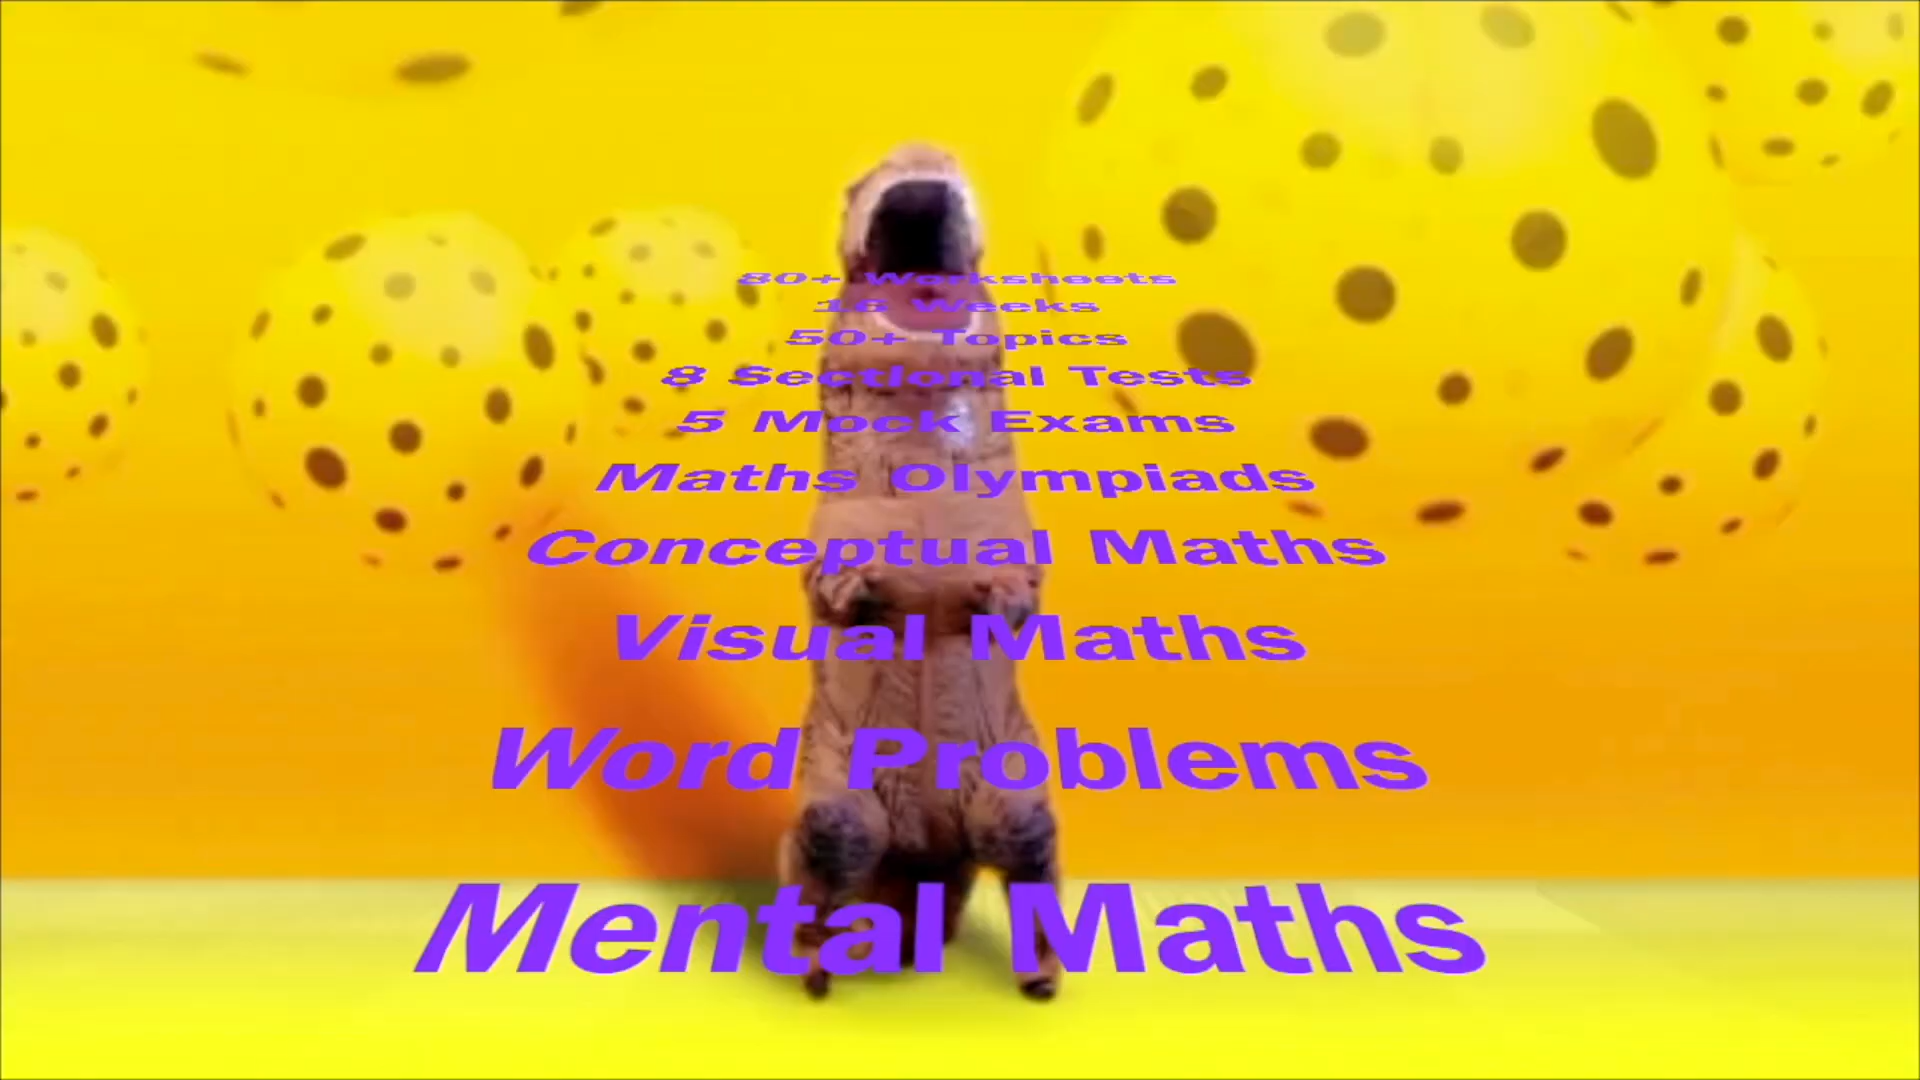 80+ Worksheets
16 Weeks
50+ Topics
8 Sectional Tests
5 Mock Exams
Maths Olympiads
Conceptual Maths
Visual Maths
Word Problems
Mental Maths